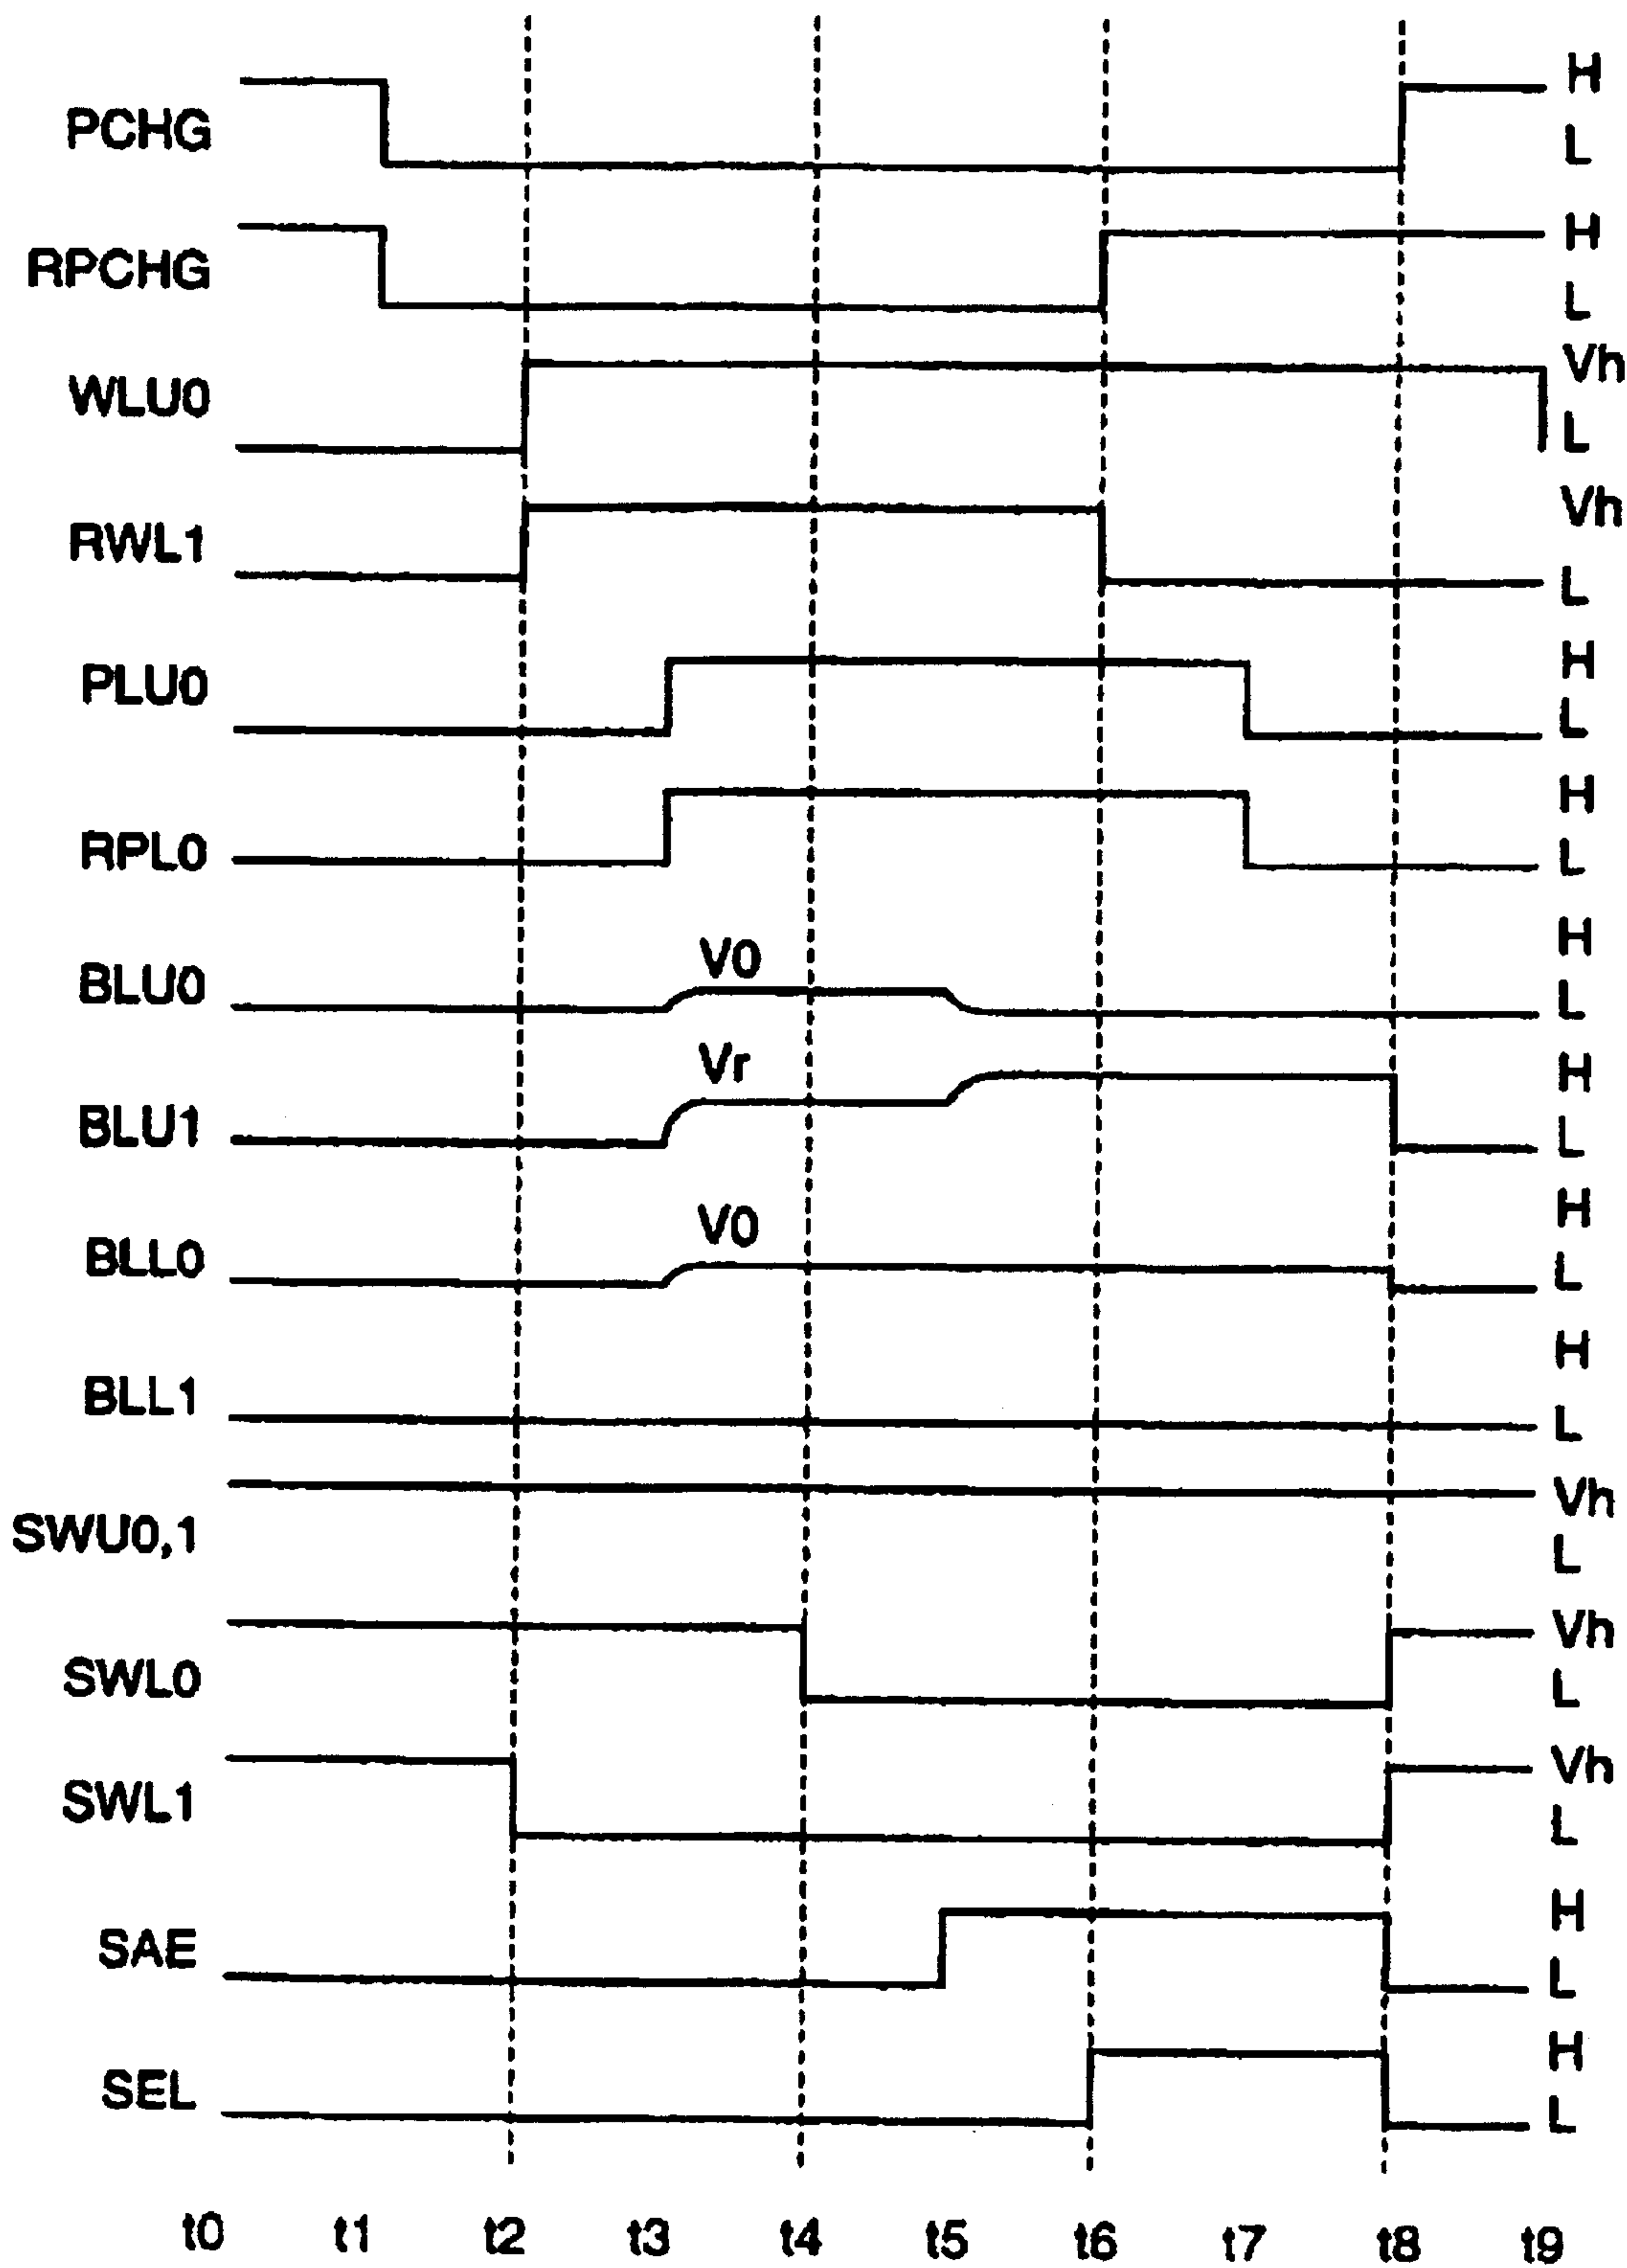 PCHG H
L
RPCHG H
L
WLU0 Vh
L
RWL1 Vh
L
PLU0 H
L
RPL0 H
L
V0 H
BLU0 L
Vr H
BLU1 L
V0 H
BLL0 L
H
BLL1 L
SWU0,1 Vh
L
SWL0 Vh
L
SWL1 Vh
L
SAE H
L
SEL H
L
t0 t1 t2 t3 t4 t5 t6 t7 t8 t9